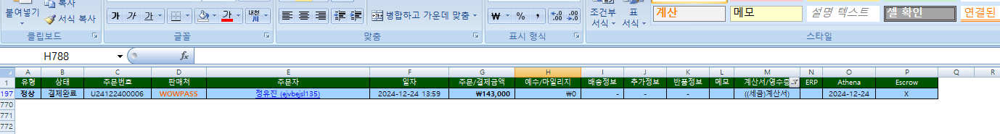 복사
붙여넣기 서식 복사
클립보드
가 가 가 가 내천
글꼴
병합하고 가운데 맞춤
맞춤
₩ % ,
표시 형식
조건부 서식 표 서식
계산 메모 설명 텍스트 셀 확인 연결된
스타일
H788 fx
A B C D E F G H I J K L M N O P Q R
1 유형 상태 주문번호 판매처 주문자 일자 주문/결제금액 예수/마일리지 배송정보 추가정보 반품정보 메모 계산서/영수증 ERP Athena Escrow
197 정상 결제완료 U24122400006 WOWPASS 정유진 (ejvbejsl135) 2024-12-24 13:59 ₩143,000 ₩0 - - - ((세금)계산서) 2024-12-24 X
770
771
772